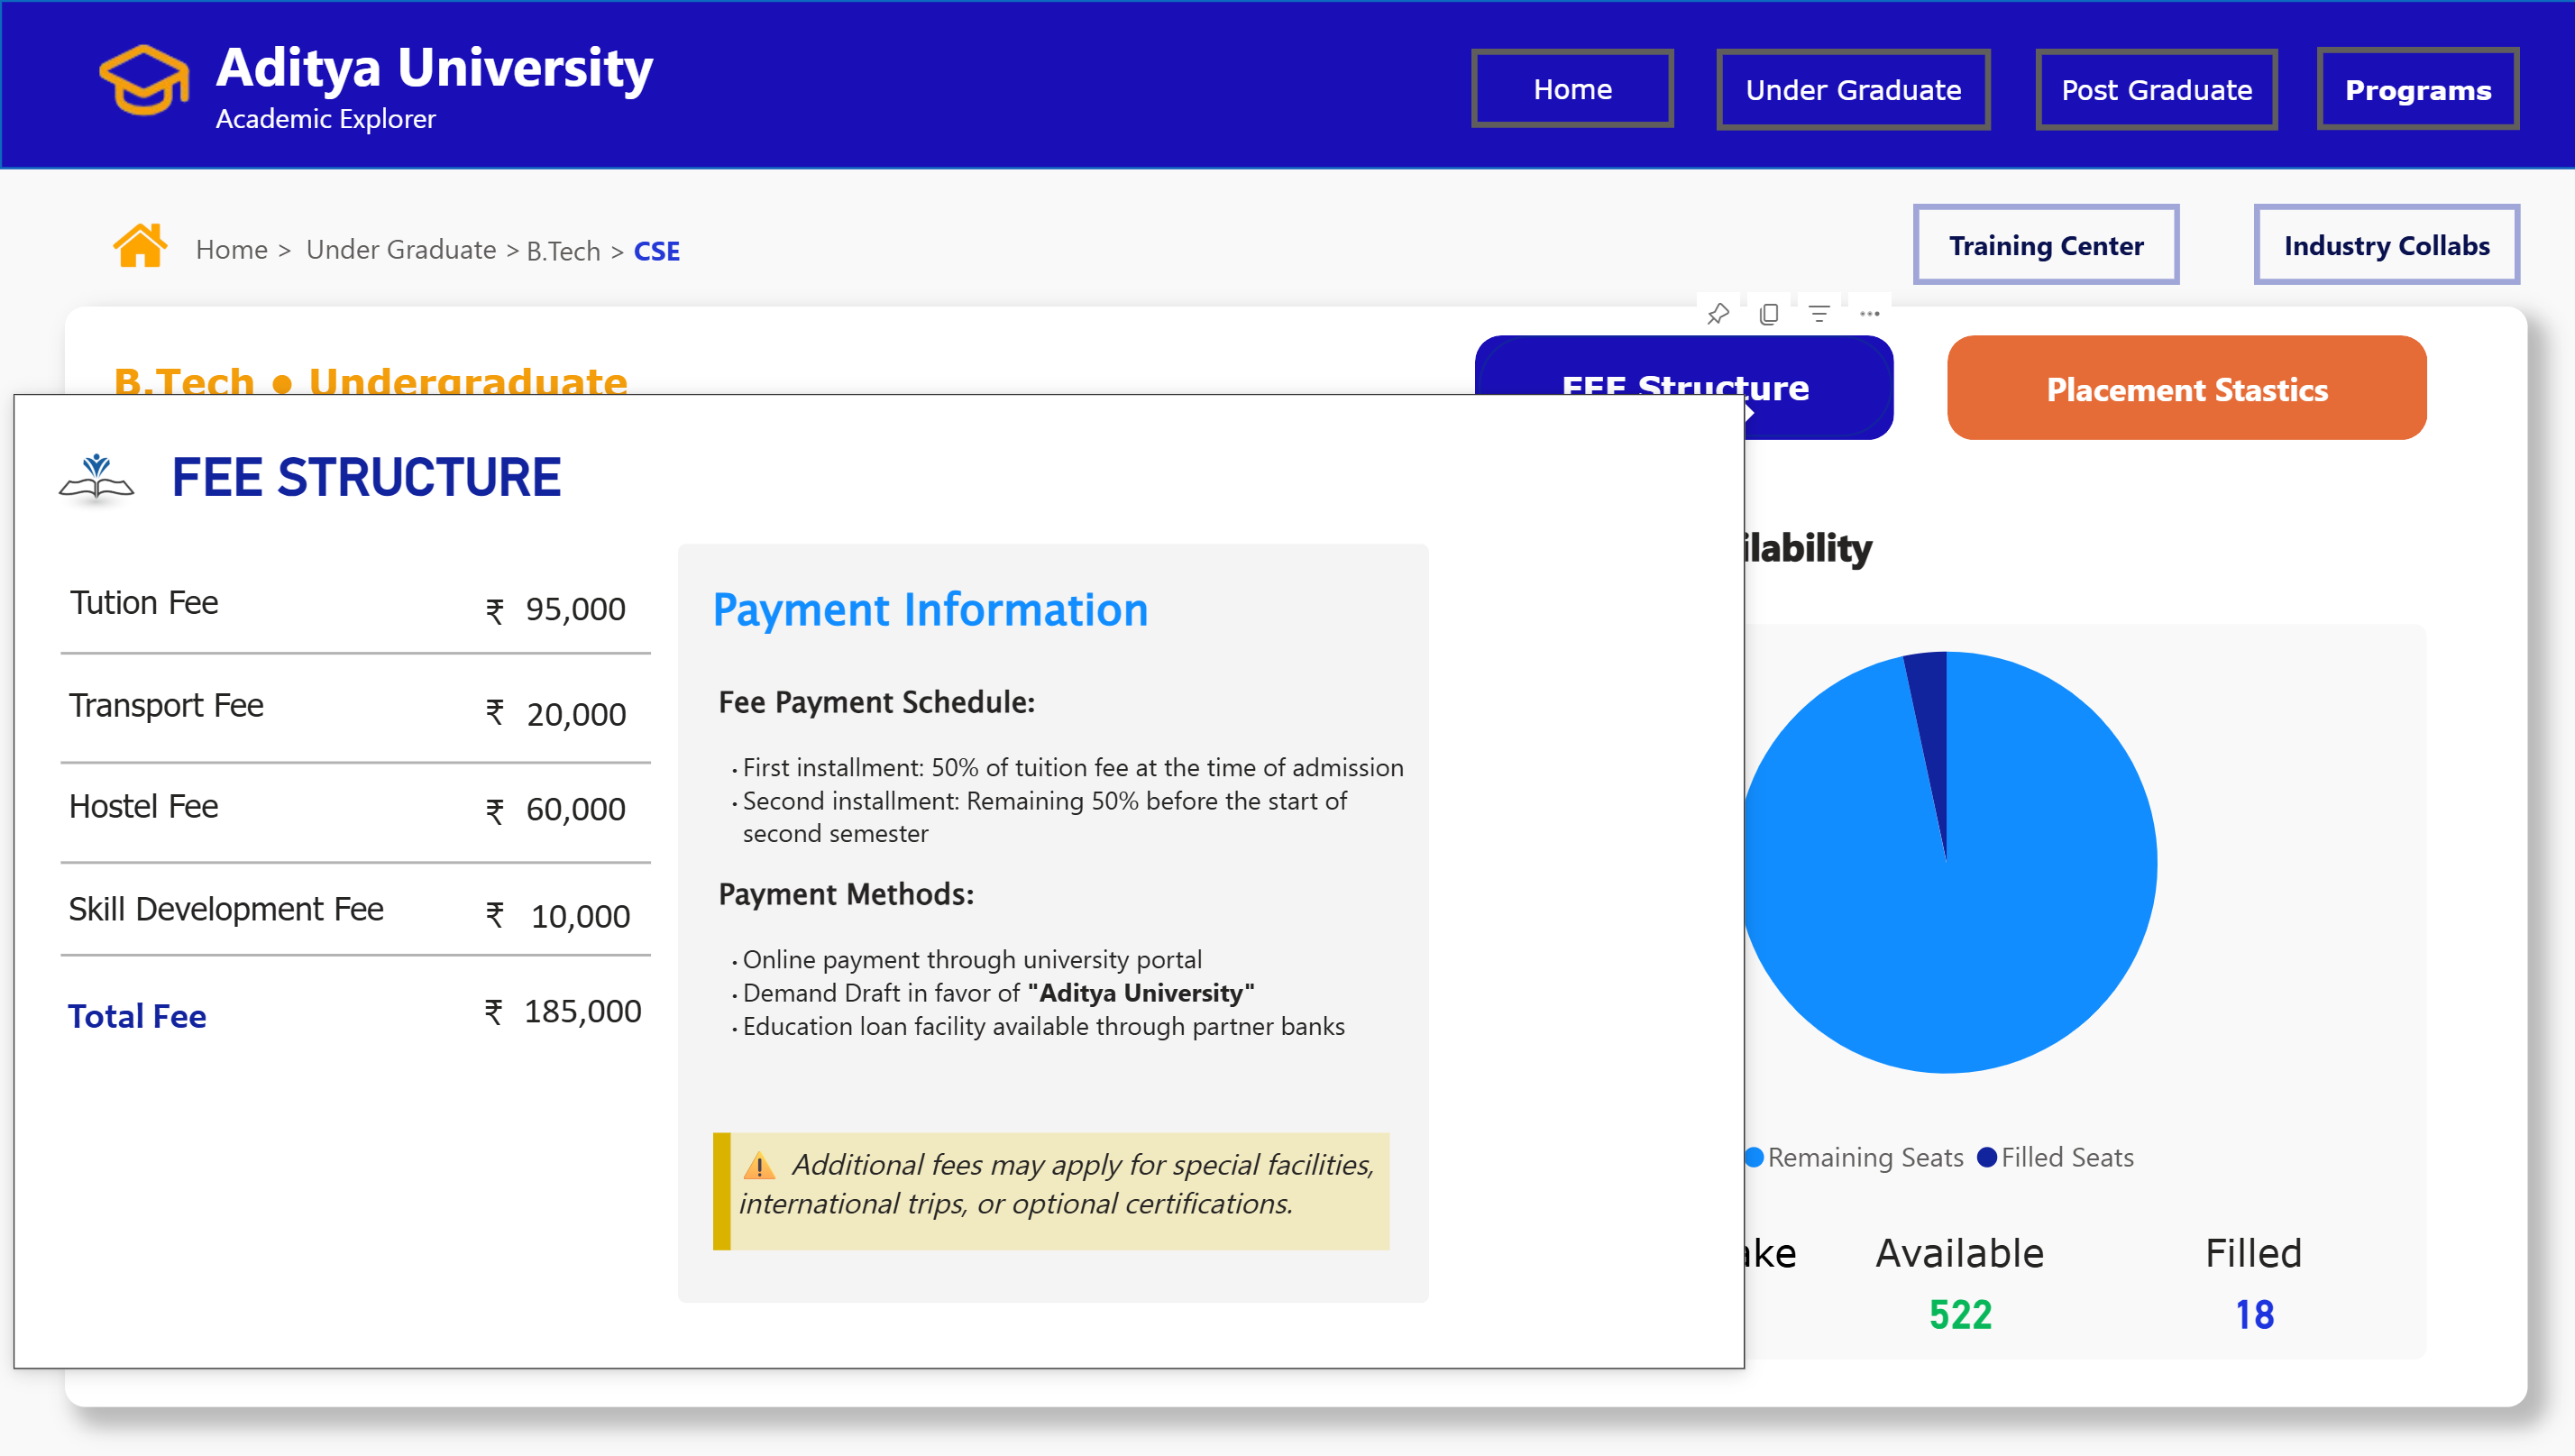 Aditya University
Academic Explorer
Home
Under Graduate
Post Graduate
Programs
Home > Under Graduate > B.Tech > CSE
Training Center
Industry Collabs
B.Tech ● Undergraduate
FEE Structure
Placement Stastics
FEE STRUCTURE
Tution Fee ₹ 95,000
Transport Fee ₹ 20,000
Hostel Fee ₹ 60,000
Skill Development Fee ₹ 10,000
Total Fee ₹ 185,000
Payment Information
Fee Payment Schedule:
• First installment: 50% of tuition fee at the time of admission
• Second installment: Remaining 50% before the start of
second semester
Payment Methods:
• Online payment through university portal
• Demand Draft in favor of "Aditya University"
• Education loan facility available through partner banks
⚠ Additional fees may apply for special facilities,
international trips, or optional certifications.
ilability
Remaining Seats Filled Seats
ake
Available
522
Filled
18